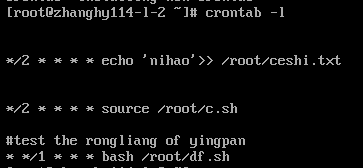 [root@zhanghy114-l-2 ~]# crontab -l
*/2 * * * * echo 'nihao'>> /root/ceshi.txt
*/2 * * * * source /root/c.sh
#test the rongliang of yingpan
* */1 * * * bash /root/df.sh